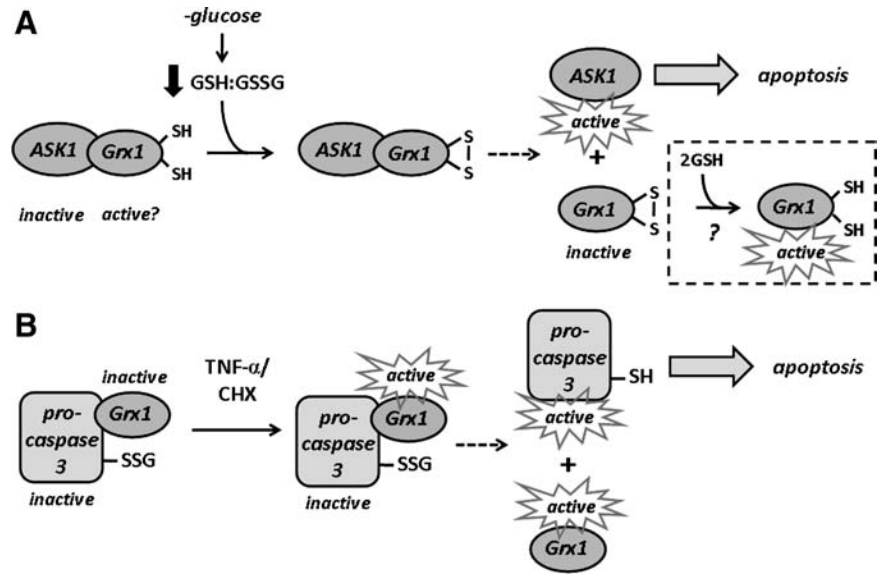 A
-glucose
GSH:GSSG
ASK1
Grx1
SH
SH
inactive
active?
ASK1
Grx1
S
S
ASK1
active
apoptosis
+
Grx1
S
S
inactive
2GSH
?
Grx1
SH
SH
active
B
inactive
Grx1
pro-
caspase
3
SSG
inactive
TNF-α/
CHX
active
Grx1
pro-
caspase
3
SSG
inactive
pro-
caspase
3
SH
active
apoptosis
+
active
Grx1